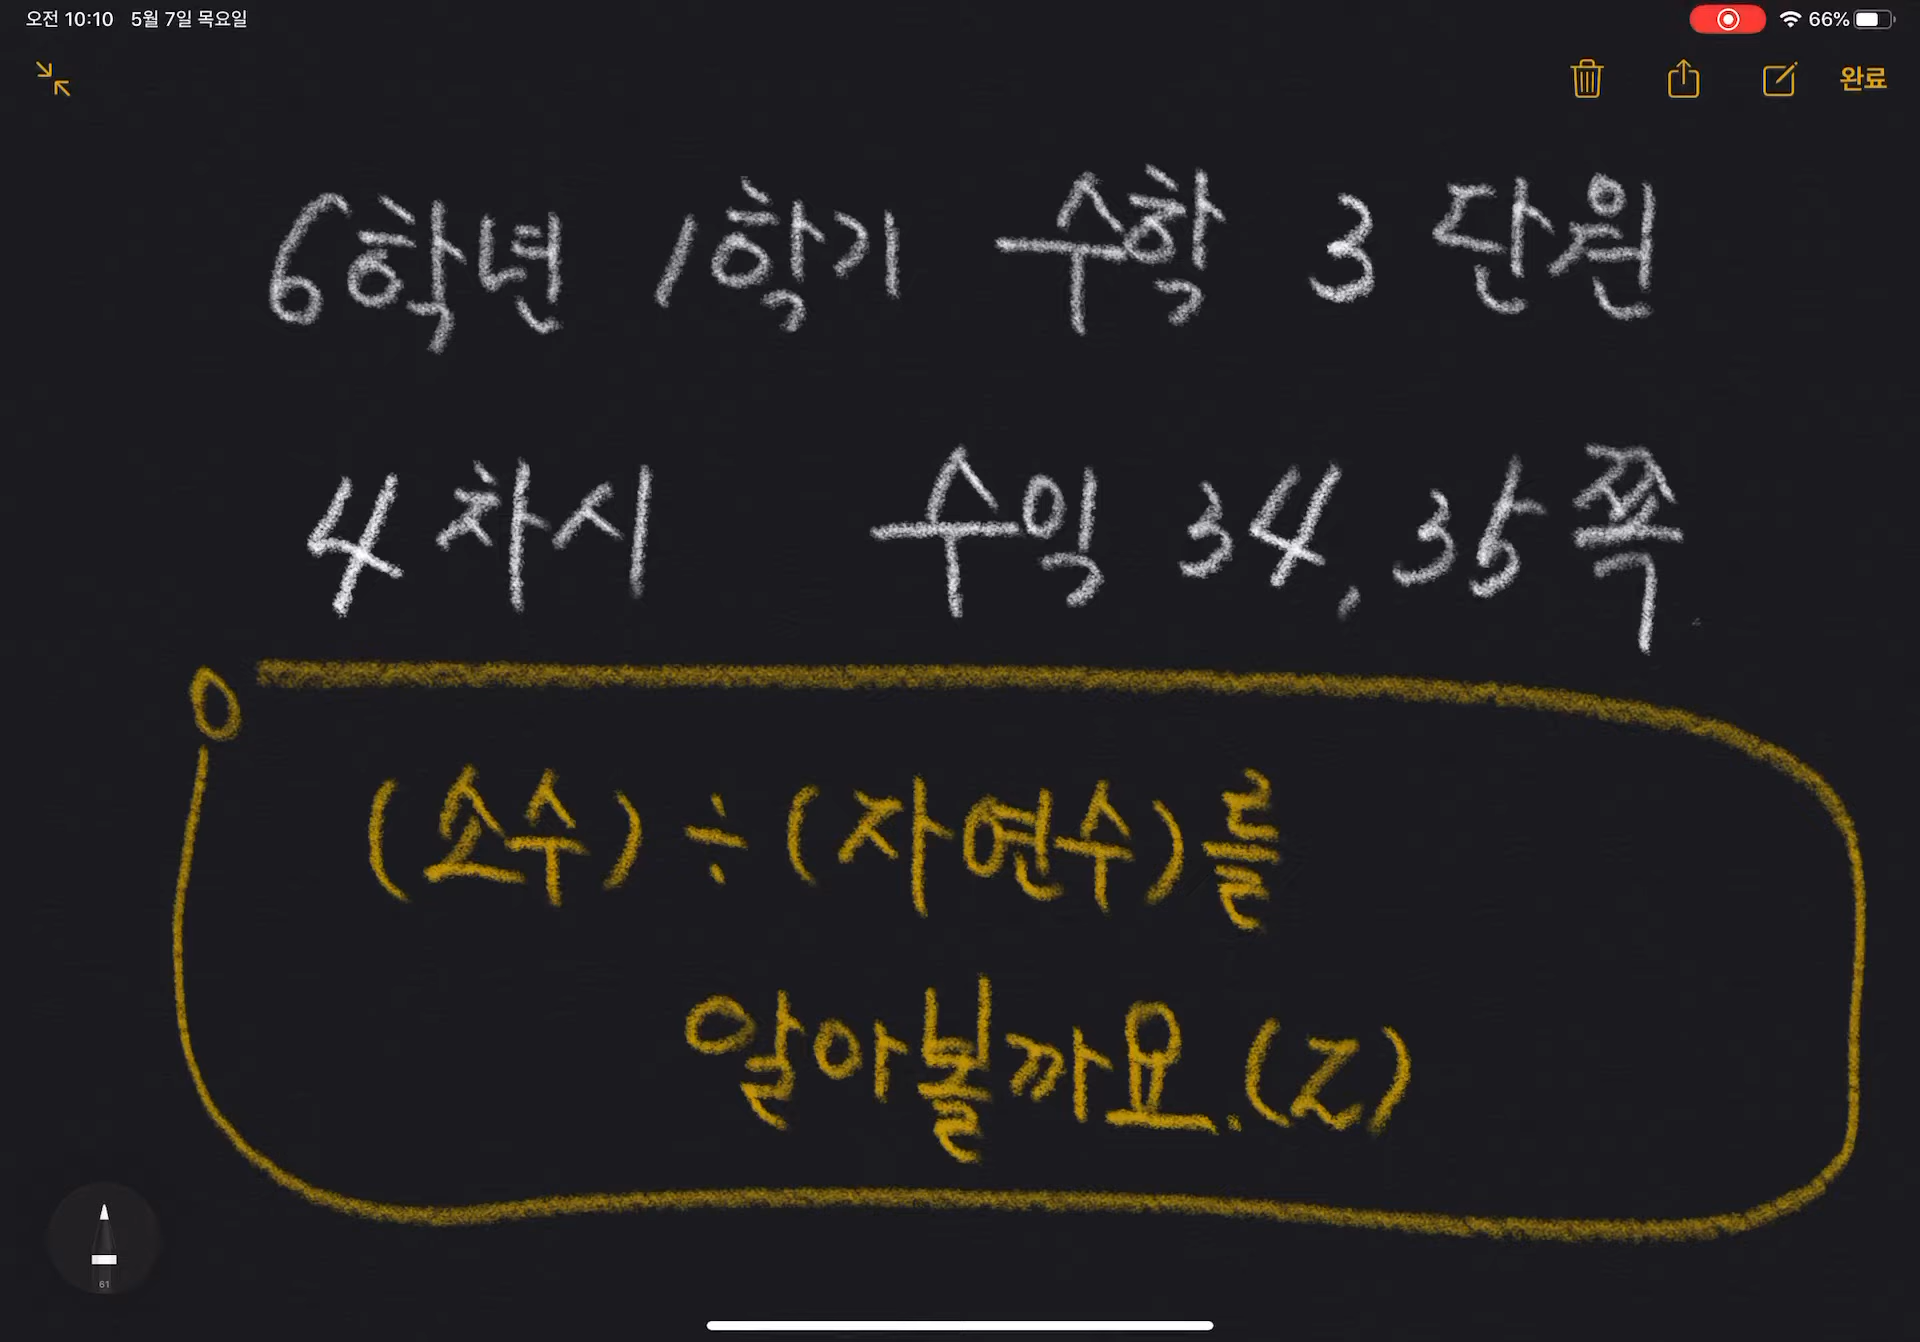 오전 10:10 5월 7일 목요일 66%
완료
6학년 1학기 수학 3단원
4차시 수익 34, 35쪽
(소수) ÷ (자연수)를
알아볼까요.(2)
61